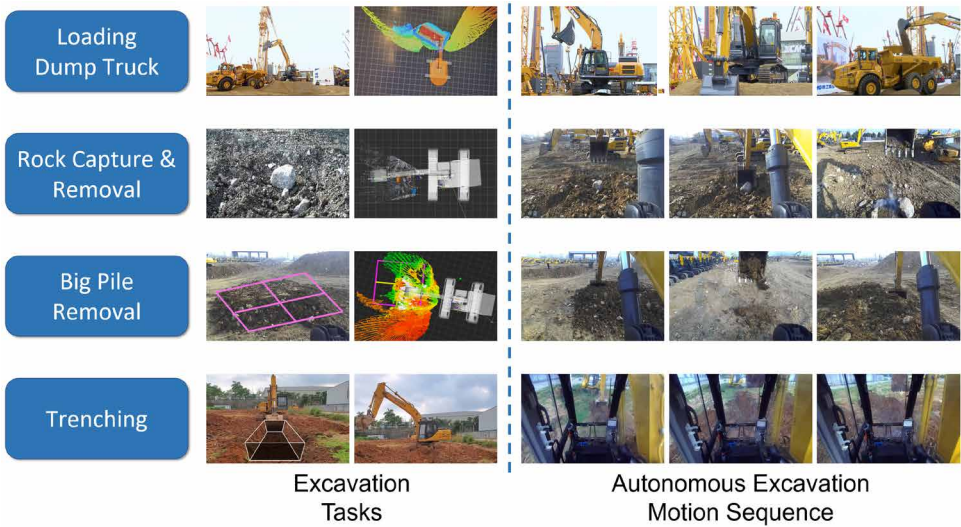 Loading
Dump Truck
Rock Capture &
Removal
Big Pile
Removal
Trenching
Excavation
Tasks
Autonomous Excavation
Motion Sequence